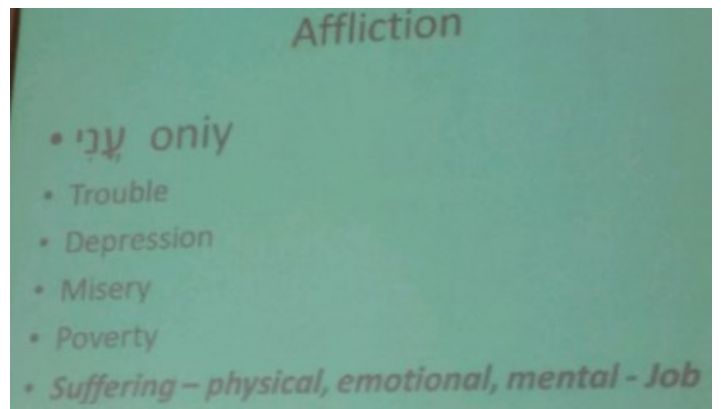 Affliction
• עֳנִי oniy
• Trouble
• Depression
• Misery
• Poverty
• Suffering – physical, emotional, mental - Job